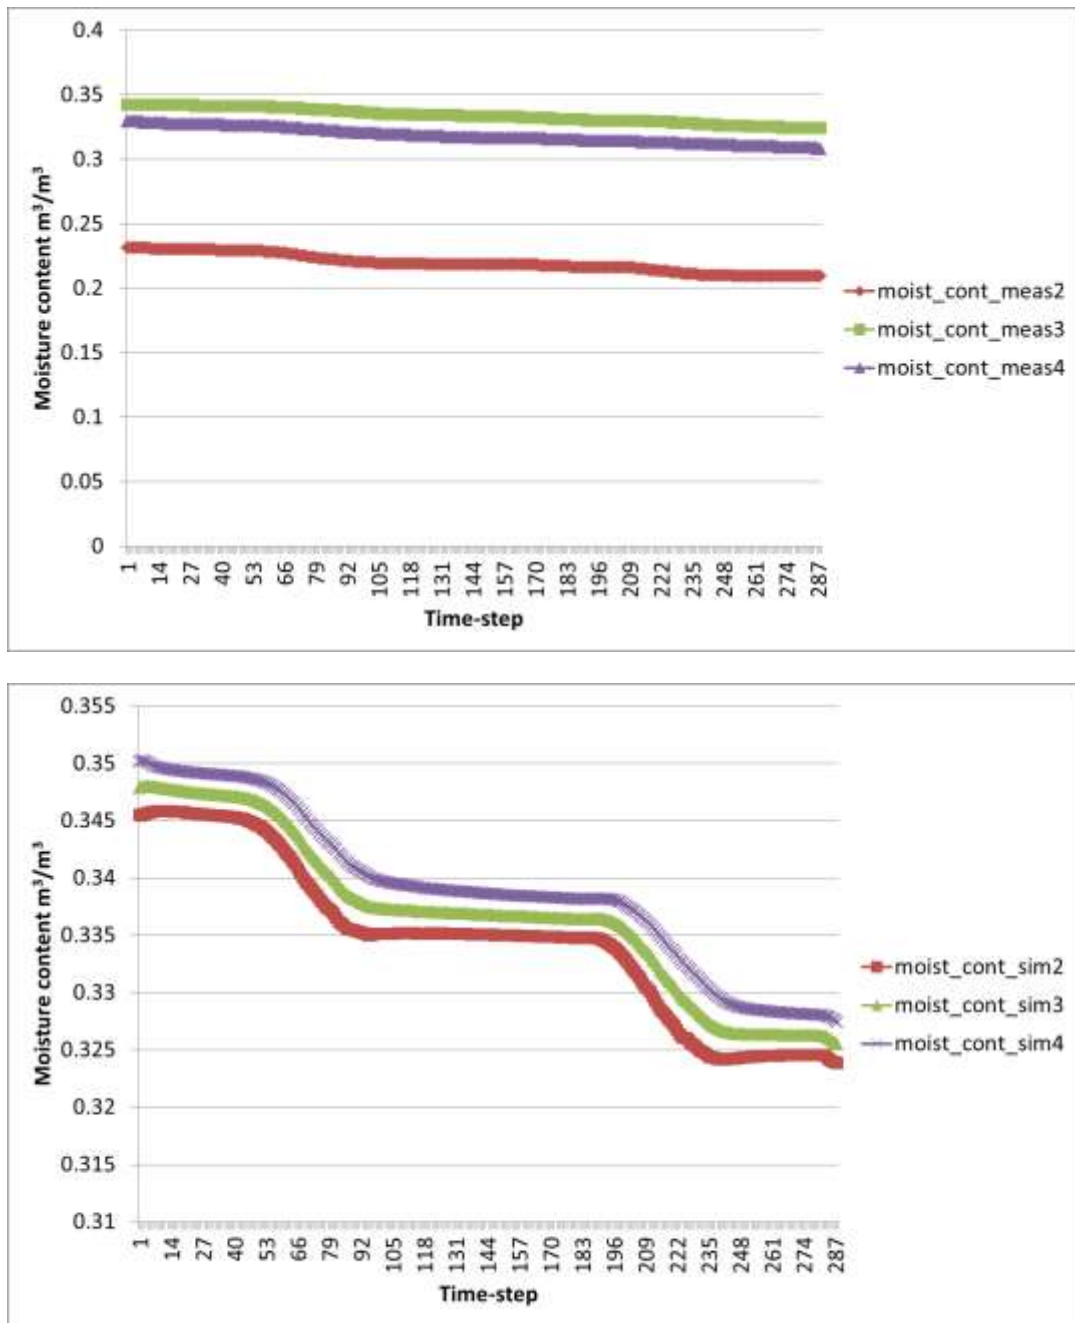 0.4
0.35
0.3
0.25
0.2
0.15
0.1
0.05
0
Moisture content m³/m³
1 14 27 40 53 66 79 92 105 118 131 144 157 170 183 196 209 222 235 248 261 274 287
Time-step
moist_cont_meas2
moist_cont_meas3
moist_cont_meas4
0.355
0.35
0.345
0.34
0.335
0.33
0.325
0.32
0.315
0.31
Moisture content m³/m³
1 14 27 40 53 66 79 92 105 118 131 144 157 170 183 196 209 222 235 248 261 274 287
Time-step
moist_cont_sim2
moist_cont_sim3
moist_cont_sim4